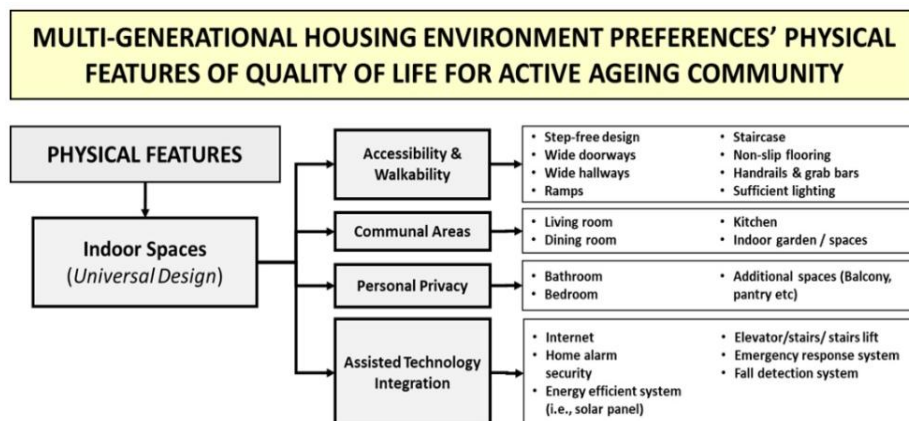 MULTI-GENERATIONAL HOUSING ENVIRONMENT PREFERENCES' PHYSICAL
FEATURES OF QUALITY OF LIFE FOR ACTIVE AGEING COMMUNITY
PHYSICAL FEATURES
Indoor Spaces
(Universal Design)
Accessibility &
Walkability
• Step-free design
• Wide doorways
• Wide hallways
• Ramps
• Staircase
• Non-slip flooring
• Handrails & grab bars
• Sufficient lighting
Communal Areas
• Living room
• Dining room
• Kitchen
• Indoor garden / spaces
Personal Privacy
• Bathroom
• Bedroom
• Additional spaces (Balcony,
pantry etc)
Assisted Technology
Integration
• Internet
• Home alarm
security
• Energy efficient system
(i.e., solar panel)
• Elevator/stairs/ stairs lift
• Emergency response system
• Fall detection system